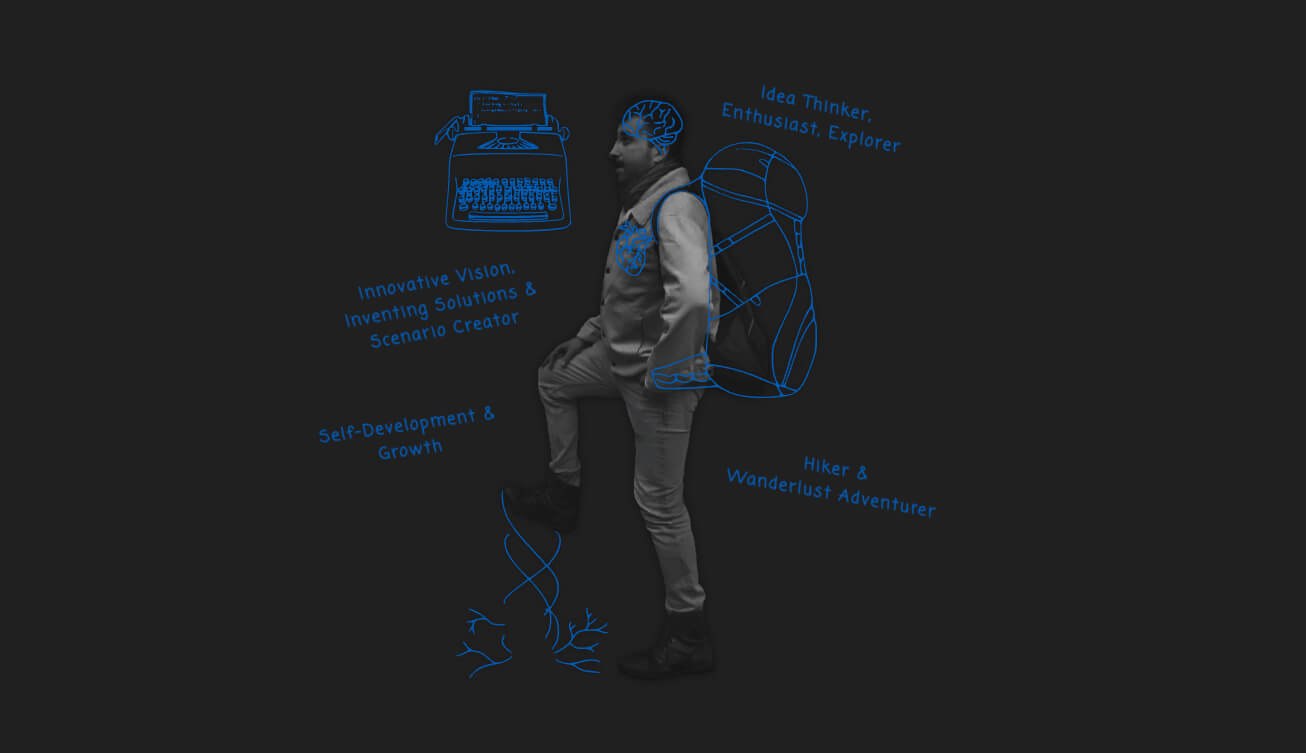 Idea Thinker,
Enthusiast, Explorer
Innovative Vision,
Inventing Solutions &
Scenario Creator
Self-Development &
Growth
Hiker &
Wanderlust Adventurer